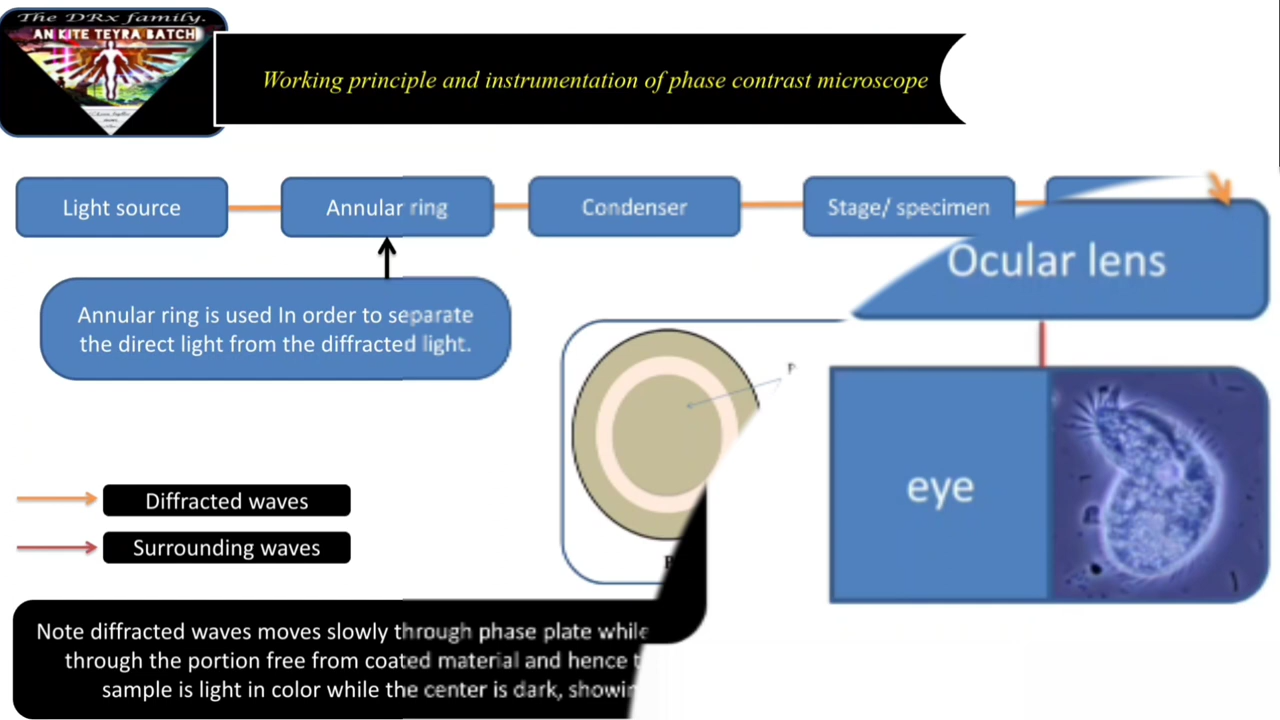 The DRx family.
AN KITE TEYRA BATCH
Working principle and instrumentation of phase contrast microscope
Light source
Annular ring
Condenser
Stage/ specimen
Ocular lens
Annular ring is used In order to separate
the direct light from the diffracted light.
P
eye
Diffracted waves
Surrounding waves
Note diffracted waves moves slowly through phase plate while
through the portion free from coated material and hence
sample is light in color while the center is dark,